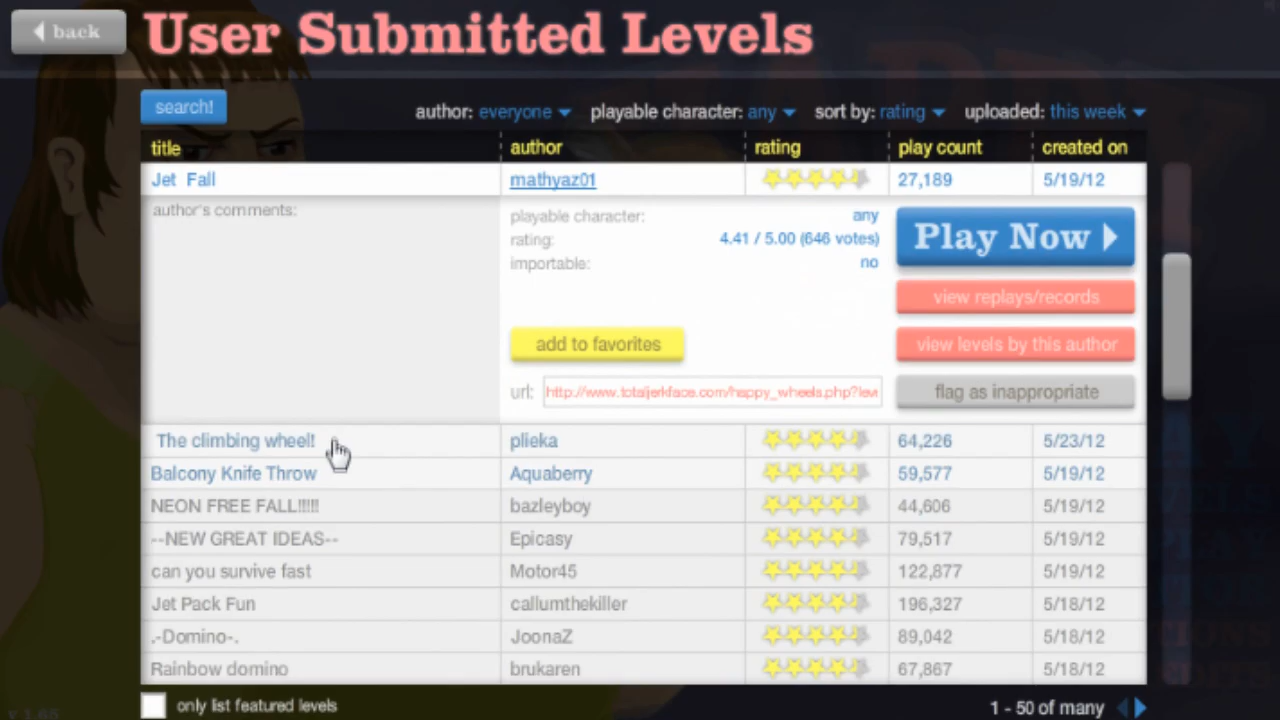 back
User Submitted Levels
search!
author: everyone playable character: any sort by: rating uploaded: this week
title author rating play count created on
Jet Fall mathyaz01 27,189 5/19/12
author's comments:
playable character: any
rating: 4.41 / 5.00 (646 votes)
importable: no
Play Now
view replays/records
add to favorites
view levels by this author
url: http://www.totaljerkface.com/happy_wheels.php?lev
flag as inappropriate
The climbing wheel! plieka 64,226 5/23/12
Balcony Knife Throw Aquaberry 59,577 5/19/12
NEON FREE FALL!!!!! bazleyboy 44,606 5/19/12
--NEW GREAT IDEAS-- Epicasy 79,517 5/19/12
can you survive fast Motor45 122,877 5/19/12
Jet Pack Fun callumthekiller 196,327 5/18/12
.-Domino-. JoonaZ 89,042 5/18/12
Rainbow domino brukaren 67,867 5/18/12
only list featured levels
1 - 50 of many